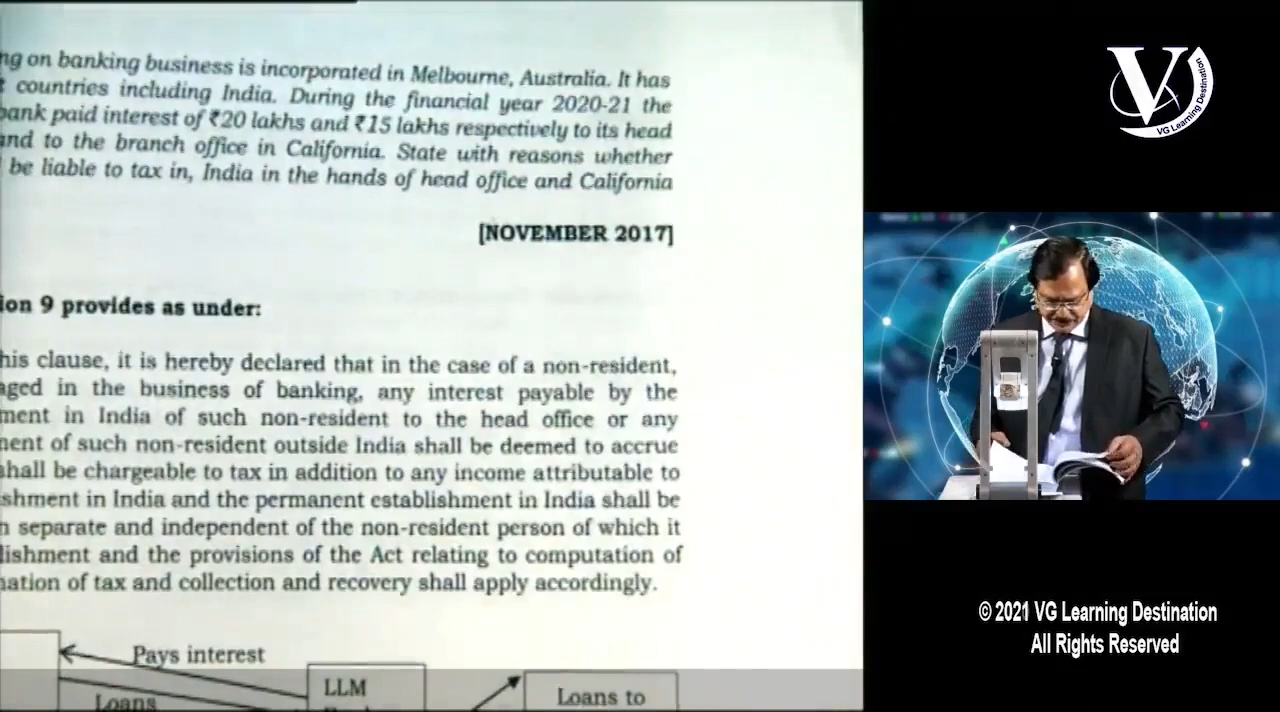 ng on banking business is incorporated in Melbourne, Australia. It has
countries including India. During the financial year 2020-21 the
bank paid interest of ₹20 lakhs and ₹15 lakhs respectively to its head
and to the branch office in California. State with reasons whether
be liable to tax in, India in the hands of head office and California
[NOVEMBER 2017]
ion 9 provides as under:
his clause, it is hereby declared that in the case of a non-resident,
aged in the business of banking, any interest payable by the
ment in India of such non-resident to the head office or any
nent of such non-resident outside India shall be deemed to accrue
shall be chargeable to tax in addition to any income attributable to
shment in India and the permanent establishment in India shall be
n separate and independent of the non-resident person of which it
lishment and the provisions of the Act relating to computation of
nation of tax and collection and recovery shall apply accordingly.
Pays interest
Loans
LLM
Loans to
V
VG Learning Destination
© 2021 VG Learning Destination
All Rights Reserved